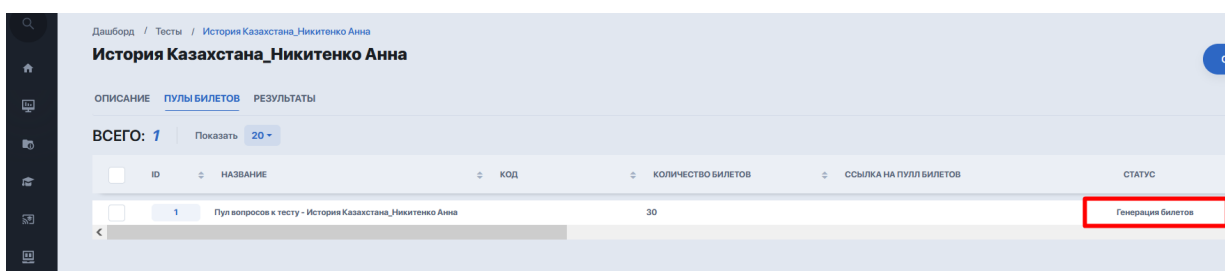 Дашборд / Тесты / История Казахстана_Никитенко Анна
История Казахстана_Никитенко Анна
ОПИСАНИЕ ПУЛЫ БИЛЕТОВ РЕЗУЛЬТАТЫ
ВСЕГО: 1 Показать 20
ID НАЗВАНИЕ КОД КОЛИЧЕСТВО БИЛЕТОВ ССЫЛКА НА ПУЛЛ БИЛЕТОВ СТАТУС
1 Пул вопросов к тесту - История Казахстана_Никитенко Анна 30 Генерация билетов